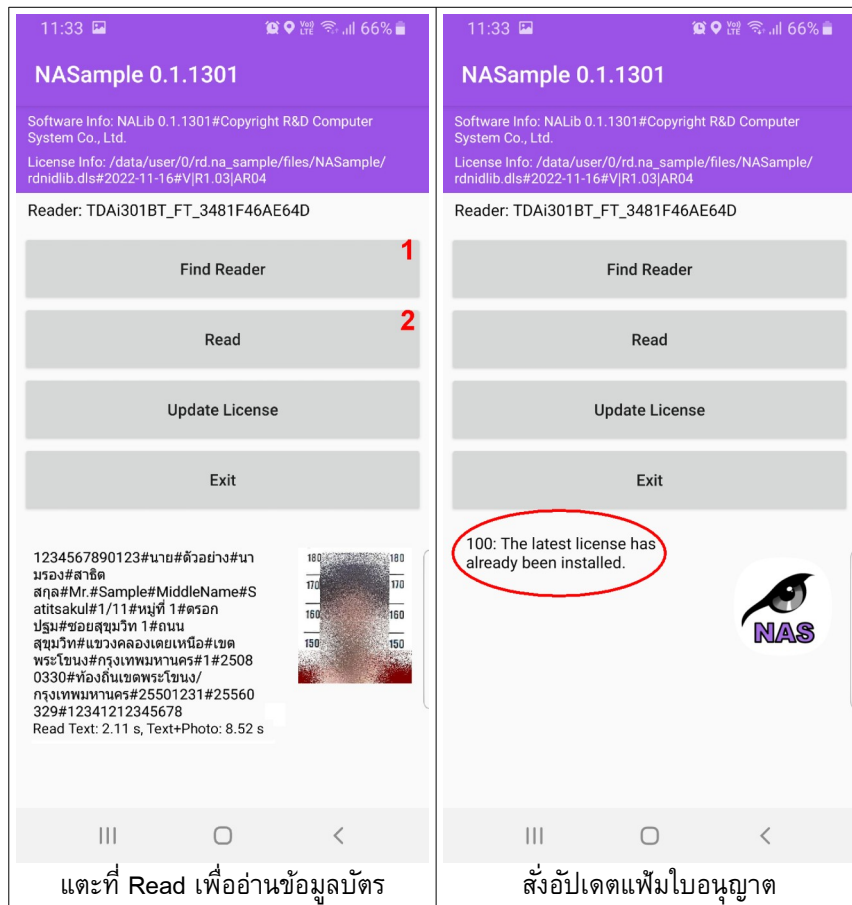 11:33 66%
NASample 0.1.1301
Software Info: NALib 0.1.1301#Copyright R&D Computer
System Co., Ltd.
License Info: /data/user/0/rd.na_sample/files/NASample/
rdnidlib.dls#2022-11-16#V|R1.03|AR04
Reader: TDAi301BT_FT_3481F46AE64D
1
Find Reader
2
Read
Update License
Exit
1234567890123#นาย#ตัวอย่าง#นา
มรอง#สาธิต
สกุล#Mr.#Sample#MiddleName#S
atitsakul#1/11#หมู่ที่ 1#ตรอก
ปฐม#ซอยสุขุมวิท 1#ถนน
สุขุมวิท#แขวงคลองเตยเหนือ#เขต
พระโขนง#กรุงเทพมหานคร#1#2508
0330#ท้องถิ่นเขตพระโขนง/
กรุงเทพมหานคร#25501231#25560
329#12341212345678
Read Text: 2.11 s, Text+Photo: 8.52 s
180 180
170 170
160 160
150 150
แตะที่ Read เพื่ออ่านข้อมูลบัตร
11:33 66%
NASample 0.1.1301
Software Info: NALib 0.1.1301#Copyright R&D Computer
System Co., Ltd.
License Info: /data/user/0/rd.na_sample/files/NASample/
rdnidlib.dls#2022-11-16#V|R1.03|AR04
Reader: TDAi301BT_FT_3481F46AE64D
Find Reader
Read
Update License
Exit
100: The latest license has
already been installed.
NAS
สั่งอัปเดตแฟ้มใบอนุญาต